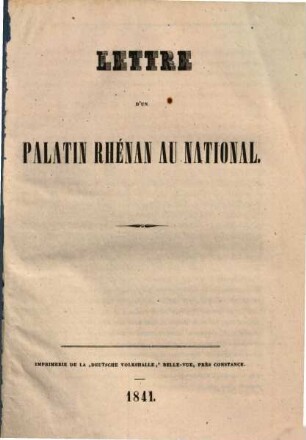 LETTRE
D'UN
PALATIN RHÉNAN AU NATIONAL.
IMPRIMERIE DE LA „DEUTSCHE VOLKSHALLE,” BELLE-VUE, PRÈS CONSTANCE.
1841.